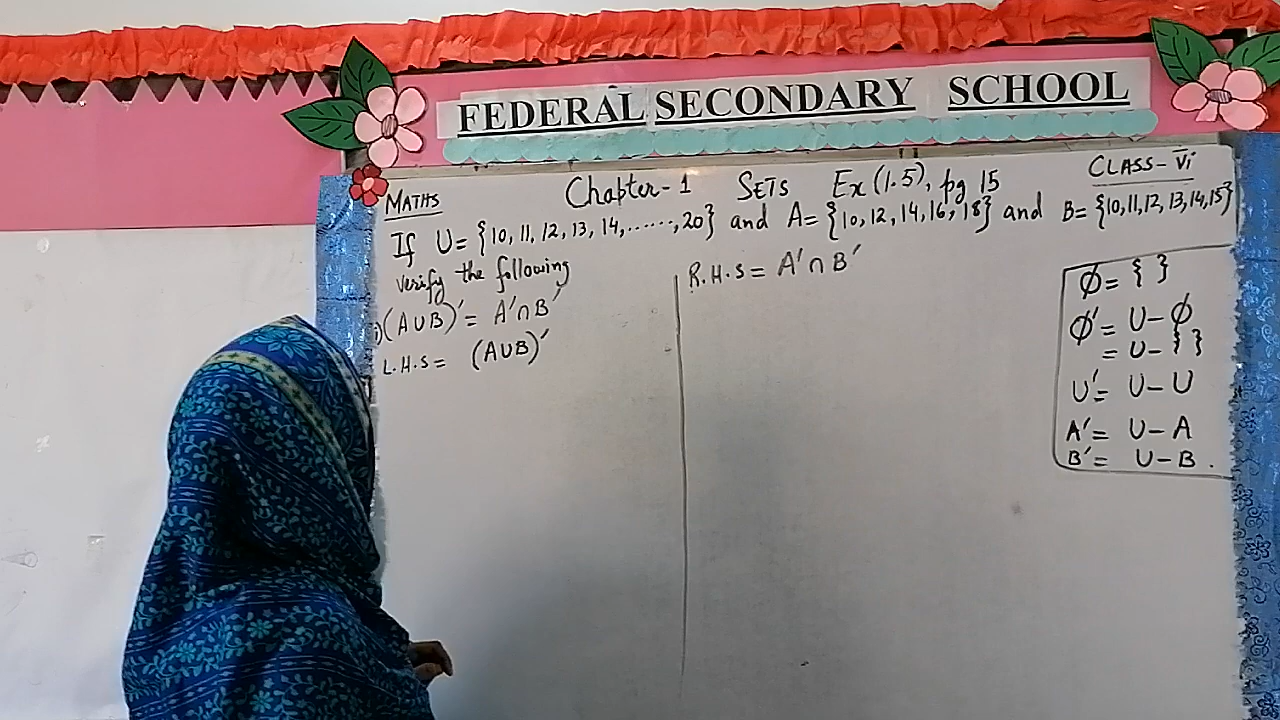 FEDERAL SECONDARY SCHOOL
MATHS Chapter-1 SETS Ex (1.5), pg 15 CLASS-VI
If U= {10, 11, 12, 13, 14,......, 20} and A= {10, 12, 14, 16, 18} and B= {10, 11, 12, 13, 14, 15}
verify the following
i) (A∪B)′= A′∩B′
L.H.S= (A∪B)′
R.H.S= A′∩B′
Ø= { }
Ø′= U-Ø
= U-{ }
U′= U-U
A′= U-A
B′= U-B.